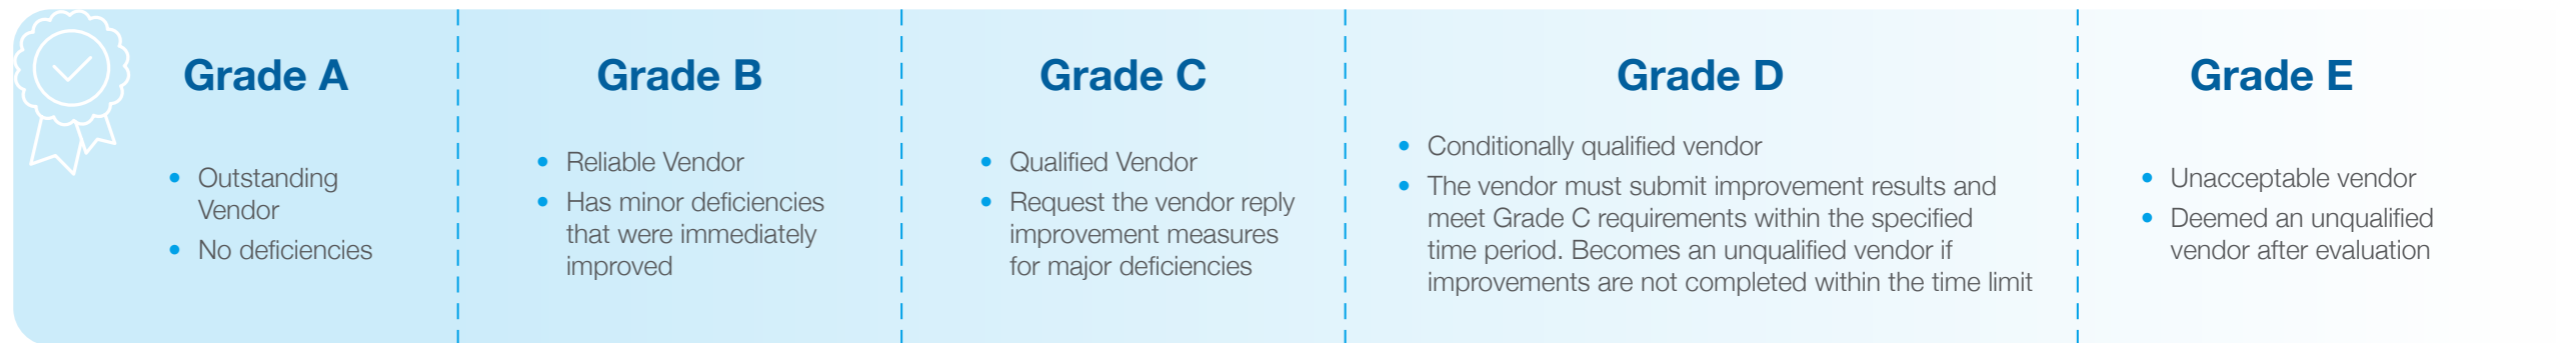 Grade A
Outstanding
Vendor
No deficiencies
Grade B
Reliable Vendor
Has minor deficiencies
that were immediately
improved
Grade C
Qualified Vendor
Request the vendor reply
improvement measures
for major deficiencies
Grade D
Conditionally qualified vendor
The vendor must submit improvement results and
meet Grade C requirements within the specified
time period. Becomes an unqualified vendor if
improvements are not completed within the time limit
Grade E
Unacceptable vendor
Deemed an unqualified
vendor after evaluation